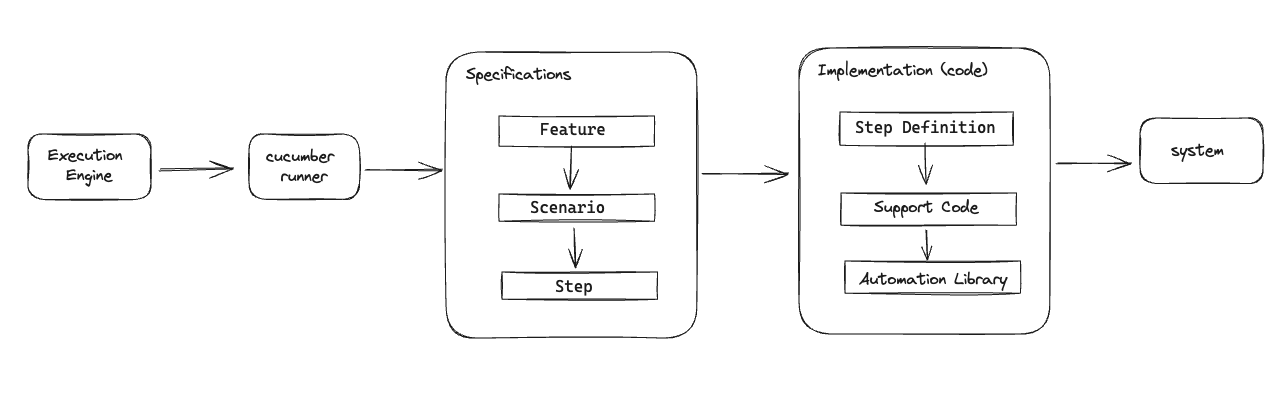 Execution
Engine
cucumber
runner
Specifications
Feature
Scenario
Step
Implementation (code)
Step Definition
Support Code
Automation Library
system